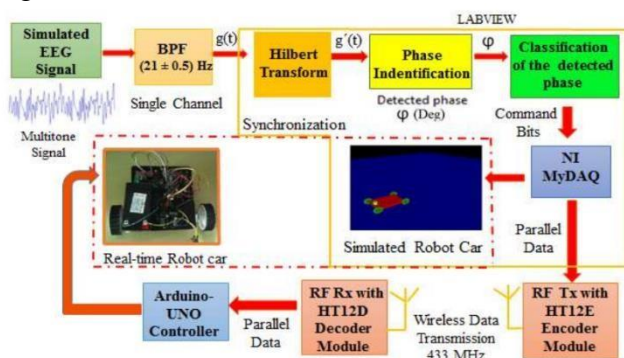 LABVIEW
Simulated
EEG
Signal
BPF
(21 ± 0.5) Hz
g(t)
Hilbert
Transform
g´(t)
Phase
Indentification
φ
Classification
of the detected
phase
Multitone
Signal
Single Channel
Synchronization
Detected phase
φ (Deg)
Command
Bits
NI
MyDAQ
Real-time Robot car
Simulated Robot Car
Parallel
Data
Arduino-
UNO
Controller
Parallel
Data
RF Rx with
HT12D
Decoder Module
Wireless Data
Transmission
433 MHz
RF Tx with
HT12E
Encoder Module